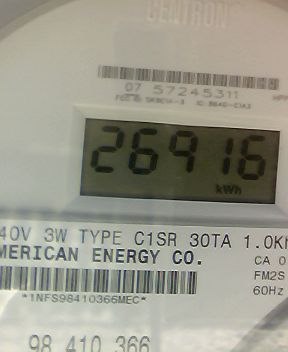 CENTRON
07 57245311
26916
kWh
40V 3W TYPE C1SR 30TA 1.0Kh
MERICAN ENERGY CO.
CA 0
FM2S
60Hz
*1NFS98410366MEC*
98 410 366